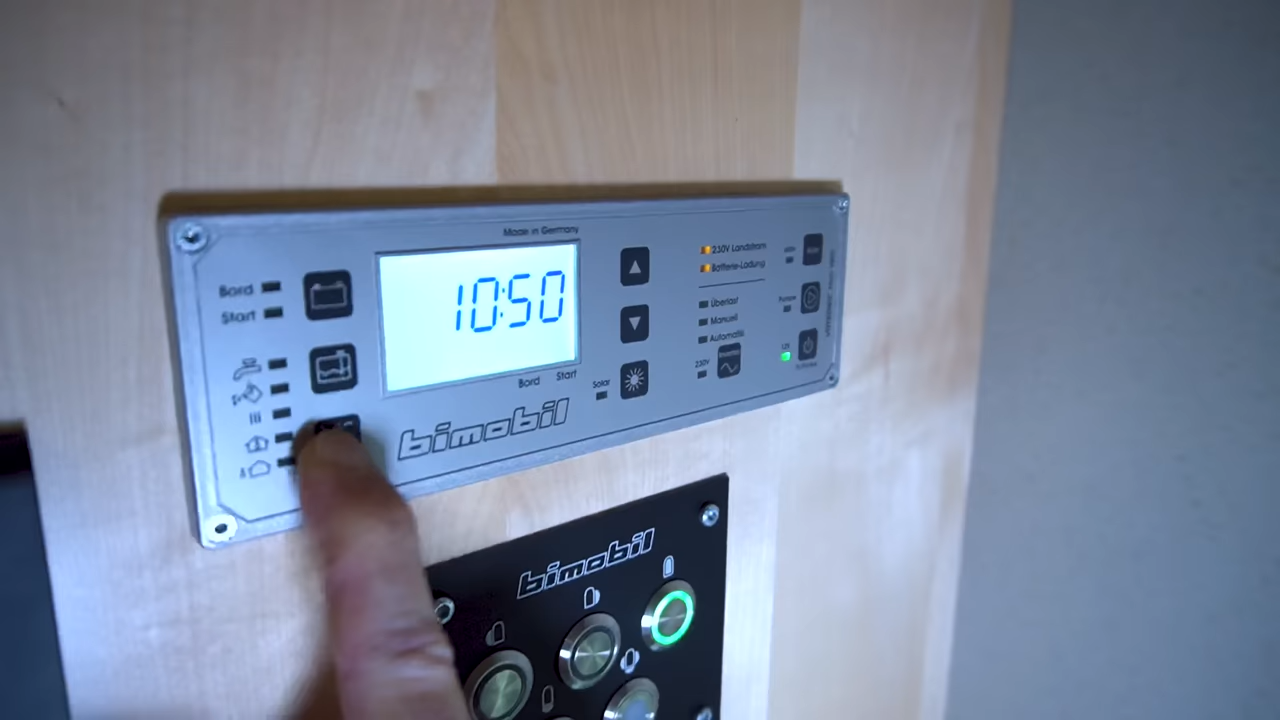 Made in Germany
Bord
Start
10:50
Bord Start
bimobil
Solar
230V Landstrom
Batterie-Ladung
Überlast
Manuell
Automatik
230V
12V
bimobil